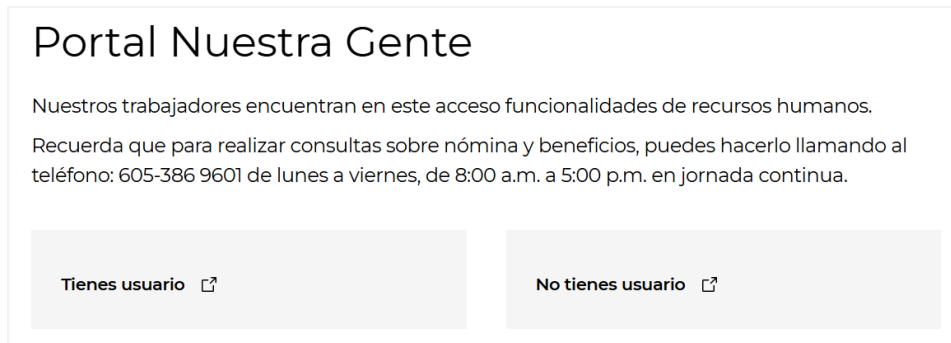 Portal Nuestra Gente
Nuestros trabajadores encuentran en este acceso funcionalidades de recursos humanos.
Recuerda que para realizar consultas sobre nómina y beneficios, puedes hacerlo llamando al
teléfono: 605-386 9601 de lunes a viernes, de 8:00 a.m. a 5:00 p.m. en jornada continua.
Tienes usuario
No tienes usuario